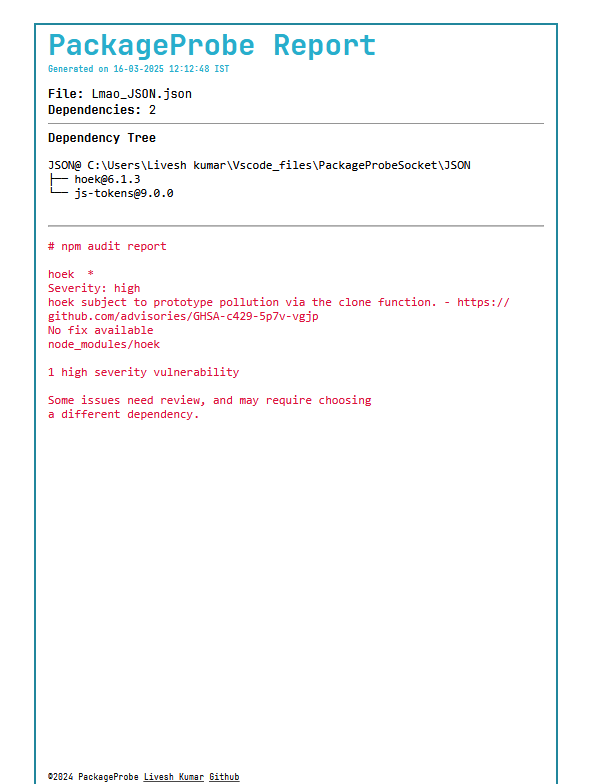 PackageProbe Report
Generated on 16-03-2025 12:12:48 IST
File: Lmao_JSON.json
Dependencies: 2
Dependency Tree
JSON@ C:\Users\Livesh kumar\Vscode_files\PackageProbeSocket\JSON
├── hoek@6.1.3
└── js-tokens@9.0.0
# npm audit report
hoek  *
Severity: high
hoek subject to prototype pollution via the clone function. - https://
github.com/advisories/GHSA-c429-5p7v-vgjp
No fix available
node_modules/hoek
1 high severity vulnerability
Some issues need review, and may require choosing
a different dependency.
©2024 PackageProbe Livesh Kumar Github